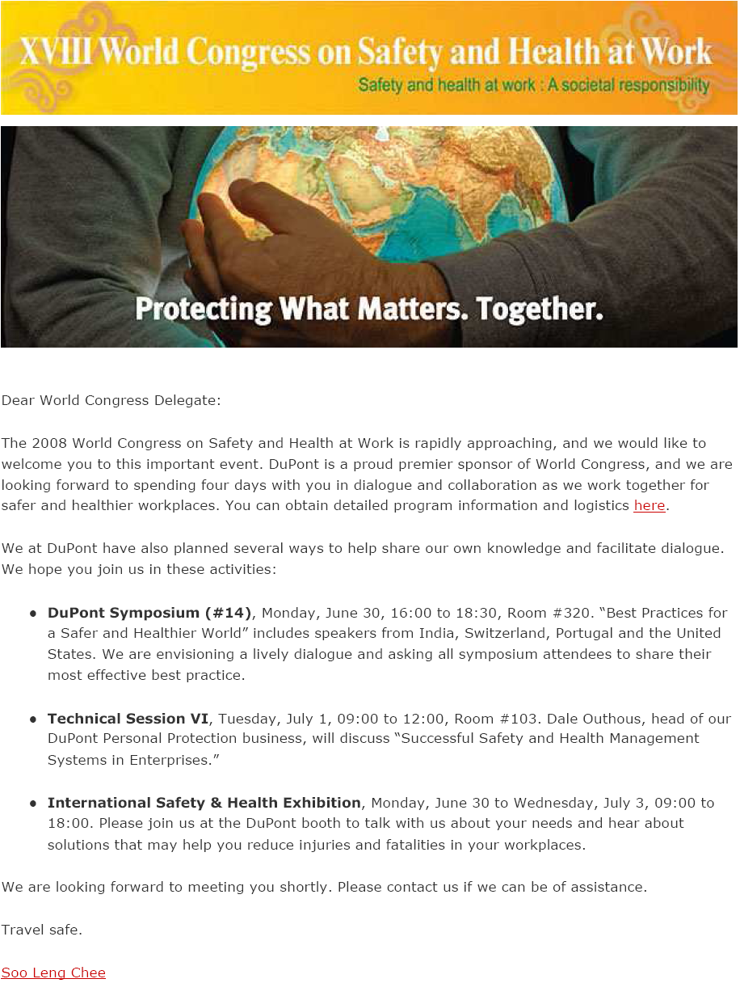 XVIII World Congress on Safety and Health at Work
Safety and health at work : A societal responsibility
Protecting What Matters. Together.
Dear World Congress Delegate:
The 2008 World Congress on Safety and Health at Work is rapidly approaching, and we would like to
welcome you to this important event. DuPont is a proud premier sponsor of World Congress, and we are
looking forward to spending four days with you in dialogue and collaboration as we work together for
safer and healthier workplaces. You can obtain detailed program information and logistics here.
We at DuPont have also planned several ways to help share our own knowledge and facilitate dialogue.
We hope you join us in these activities:
● DuPont Symposium (#14), Monday, June 30, 16:00 to 18:30, Room #320. “Best Practices for
a Safer and Healthier World” includes speakers from India, Switzerland, Portugal and the United
States. We are envisioning a lively dialogue and asking all symposium attendees to share their
most effective best practice.
● Technical Session VI, Tuesday, July 1, 09:00 to 12:00, Room #103. Dale Outhous, head of our
DuPont Personal Protection business, will discuss “Successful Safety and Health Management
Systems in Enterprises.”
● International Safety & Health Exhibition, Monday, June 30 to Wednesday, July 3, 09:00 to
18:00. Please join us at the DuPont booth to talk with us about your needs and hear about
solutions that may help you reduce injuries and fatalities in your workplaces.
We are looking forward to meeting you shortly. Please contact us if we can be of assistance.
Travel safe.
Soo Leng Chee